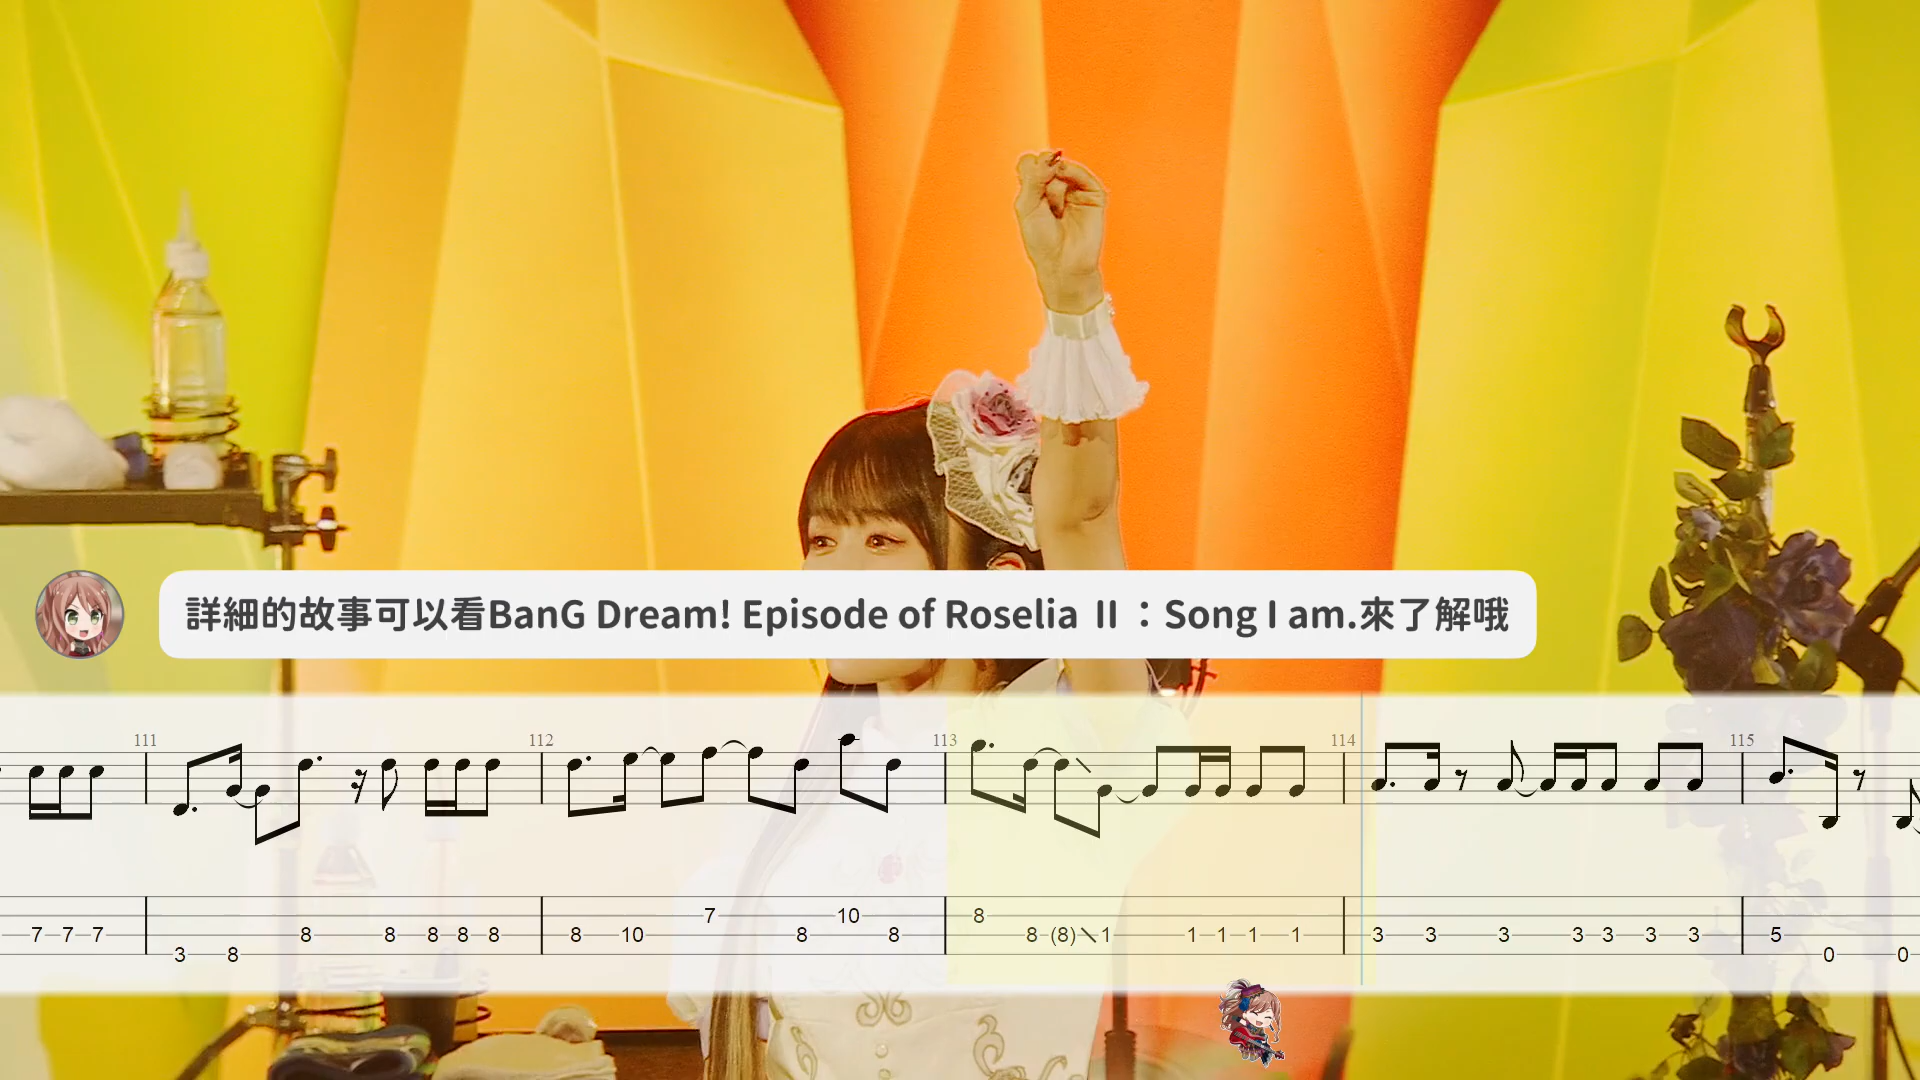 詳細的故事可以看BanG Dream! Episode of Roselia Ⅱ：Song I am.來了解哦
111 112 113 114 115
7 10 8
7 7 7 8 8 8 8 8 8 10 8 8 8 (8) 1 1 1 1 1 3 3 3 3 3 3 3 5
3 8 0 0